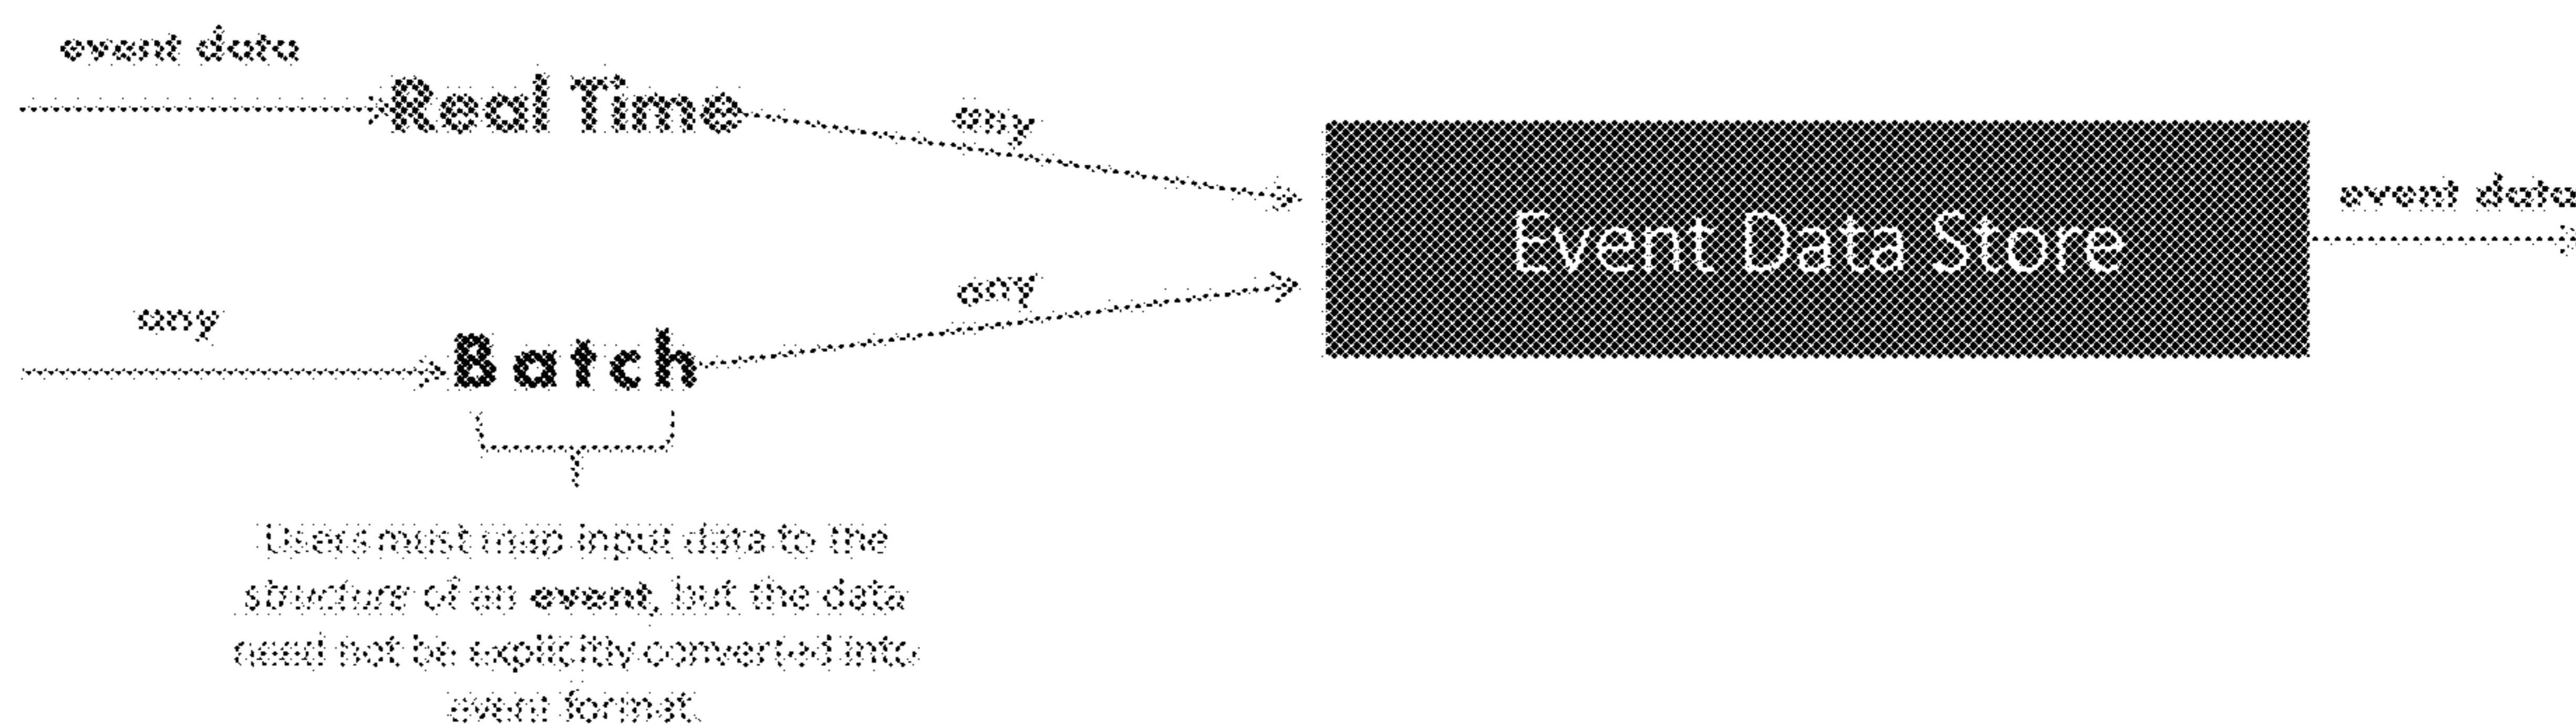 event data
Real Time
any
Event Data Store
event data
any
any
Batch
Users must map input data to the
structure of an event, but the data
need not be explicitly converted into
event format.